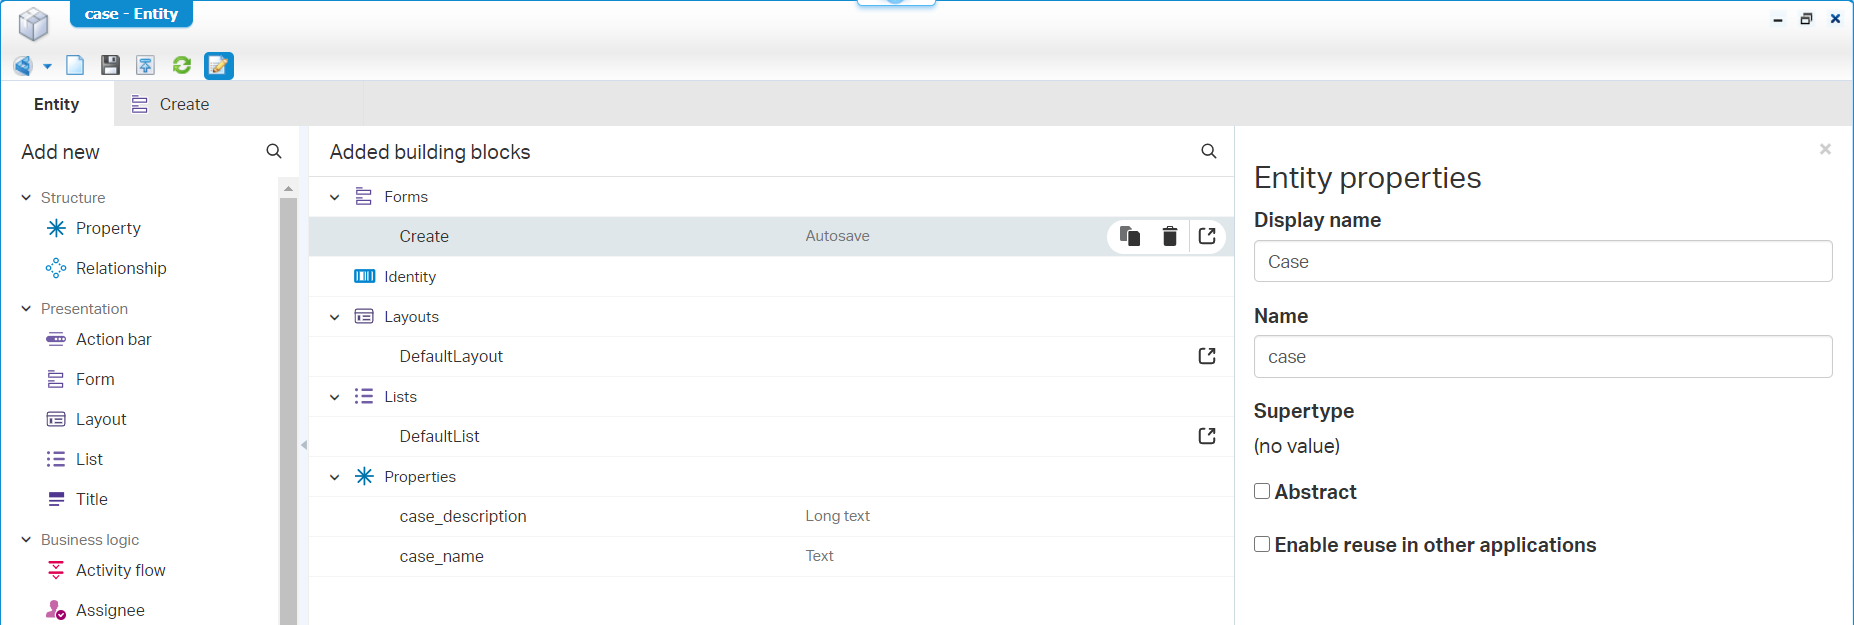 case - Entity
Entity
Create
Add new
Structure
Property
Relationship
Presentation
Action bar
Form
Layout
List
Title
Business logic
Activity flow
Assignee
Added building blocks
Forms
Create Autosave
Identity
Layouts
DefaultLayout
Lists
DefaultList
Properties
case_description Long text
case_name Text
Entity properties
Display name
Case
Name
case
Supertype
(no value)
Abstract
Enable reuse in other applications